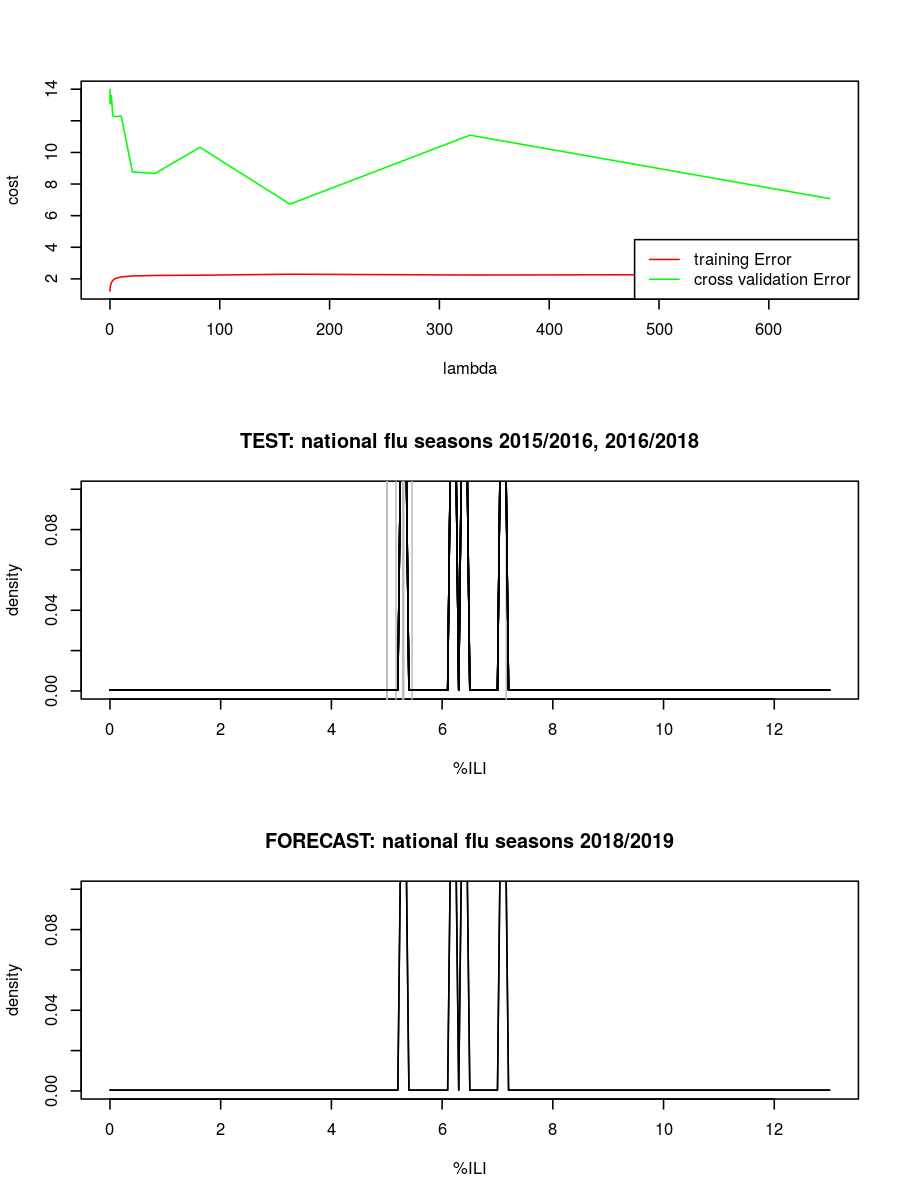 14
10
8
6
4
2
cost
training Error
cross validation Error
0 100 200 300 400 500 600
lambda
TEST: national flu seasons 2015/2016, 2016/2018
0.08
0.04
0.00
density
0 2 4 6 8 10 12
%ILI
FORECAST: national flu seasons 2018/2019
0.08
0.04
0.00
density
0 2 4 6 8 10 12
%ILI